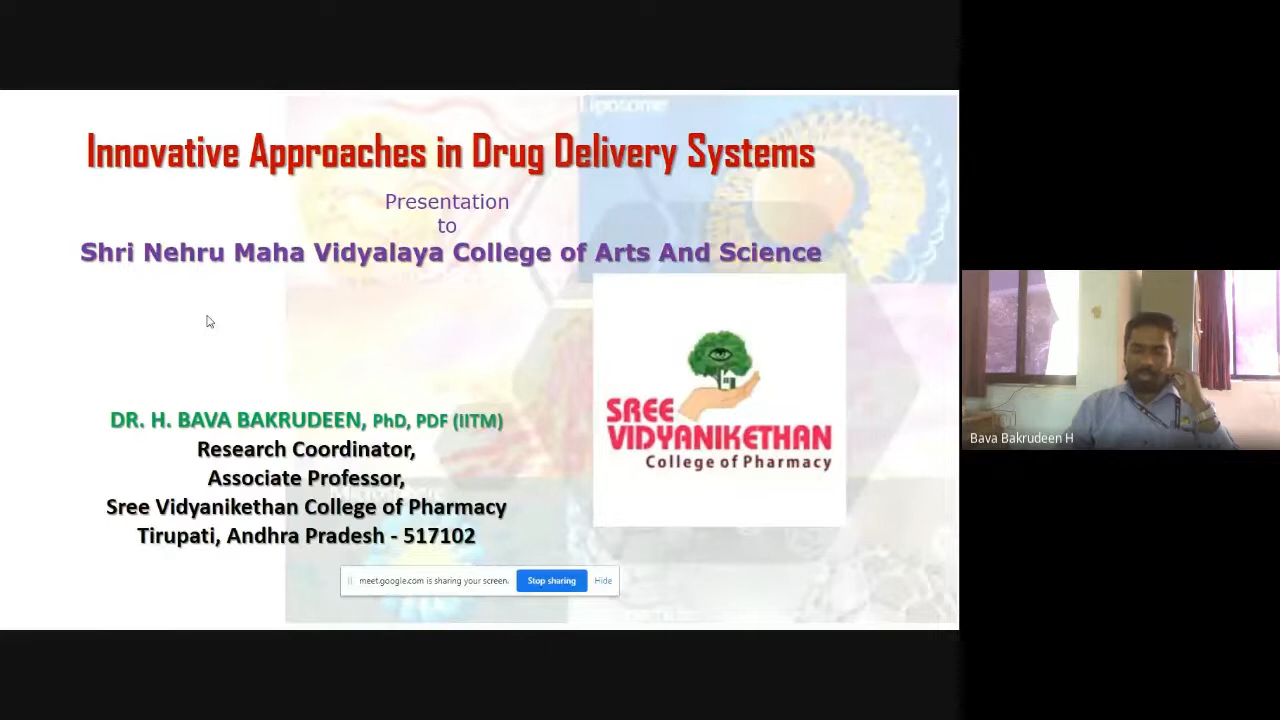 Liposome
Innovative Approaches in Drug Delivery Systems
Presentation
to
Shri Nehru Maha Vidyalaya College of Arts And Science
SREE
VIDYANIKETHAN
College of Pharmacy
DR. H. BAVA BAKRUDEEN, PhD, PDF (IITM)
Research Coordinator,
Associate Professor,
Sree Vidyanikethan College of Pharmacy
Tirupati, Andhra Pradesh - 517102
meet.google.com is sharing your screen.
Stop sharing
Hide
Bava Bakrudeen H